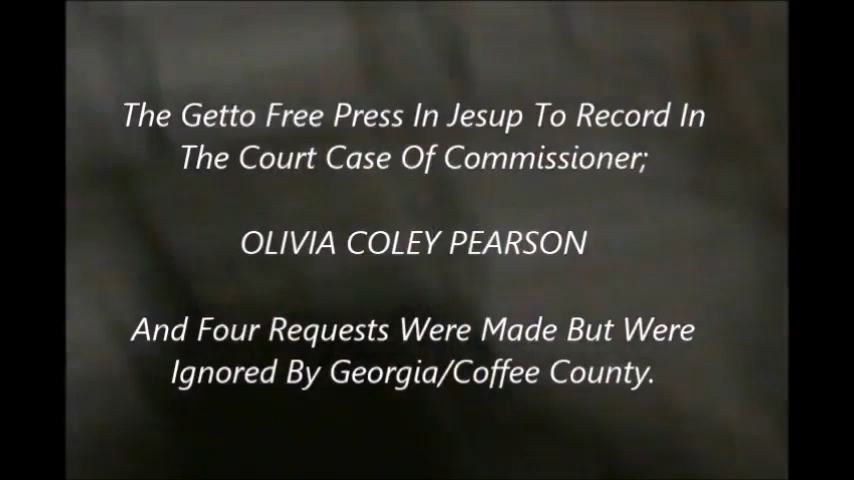 The Getto Free Press In Jesup To Record In
The Court Case Of Commissioner;
OLIVIA COLEY PEARSON
And Four Requests Were Made But Were
Ignored By Georgia/Coffee County.